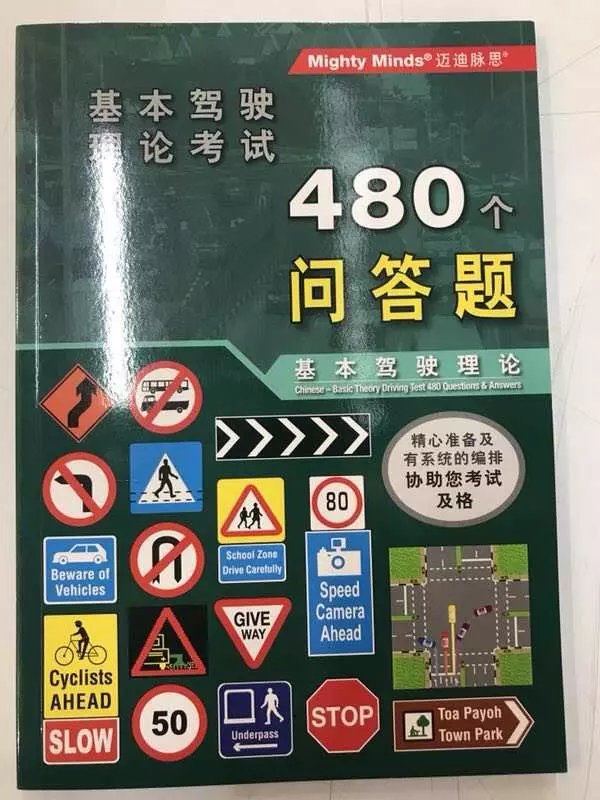 Mighty Minds® 迈迪脉思®
基本驾驶
理论考试
480个
问答题
基本驾驶理论
Chinese – Basic Theory Driving Test 480 Questions & Answers
精心准备及
有系统的编排
协助您考试
及格
80
School Zone
Drive Carefully
Beware of
Vehicles
Speed
Camera
Ahead
GIVE
WAY
Cyclists
AHEAD
SLOW
50
Underpass
STOP
Toa Payoh
Town Park